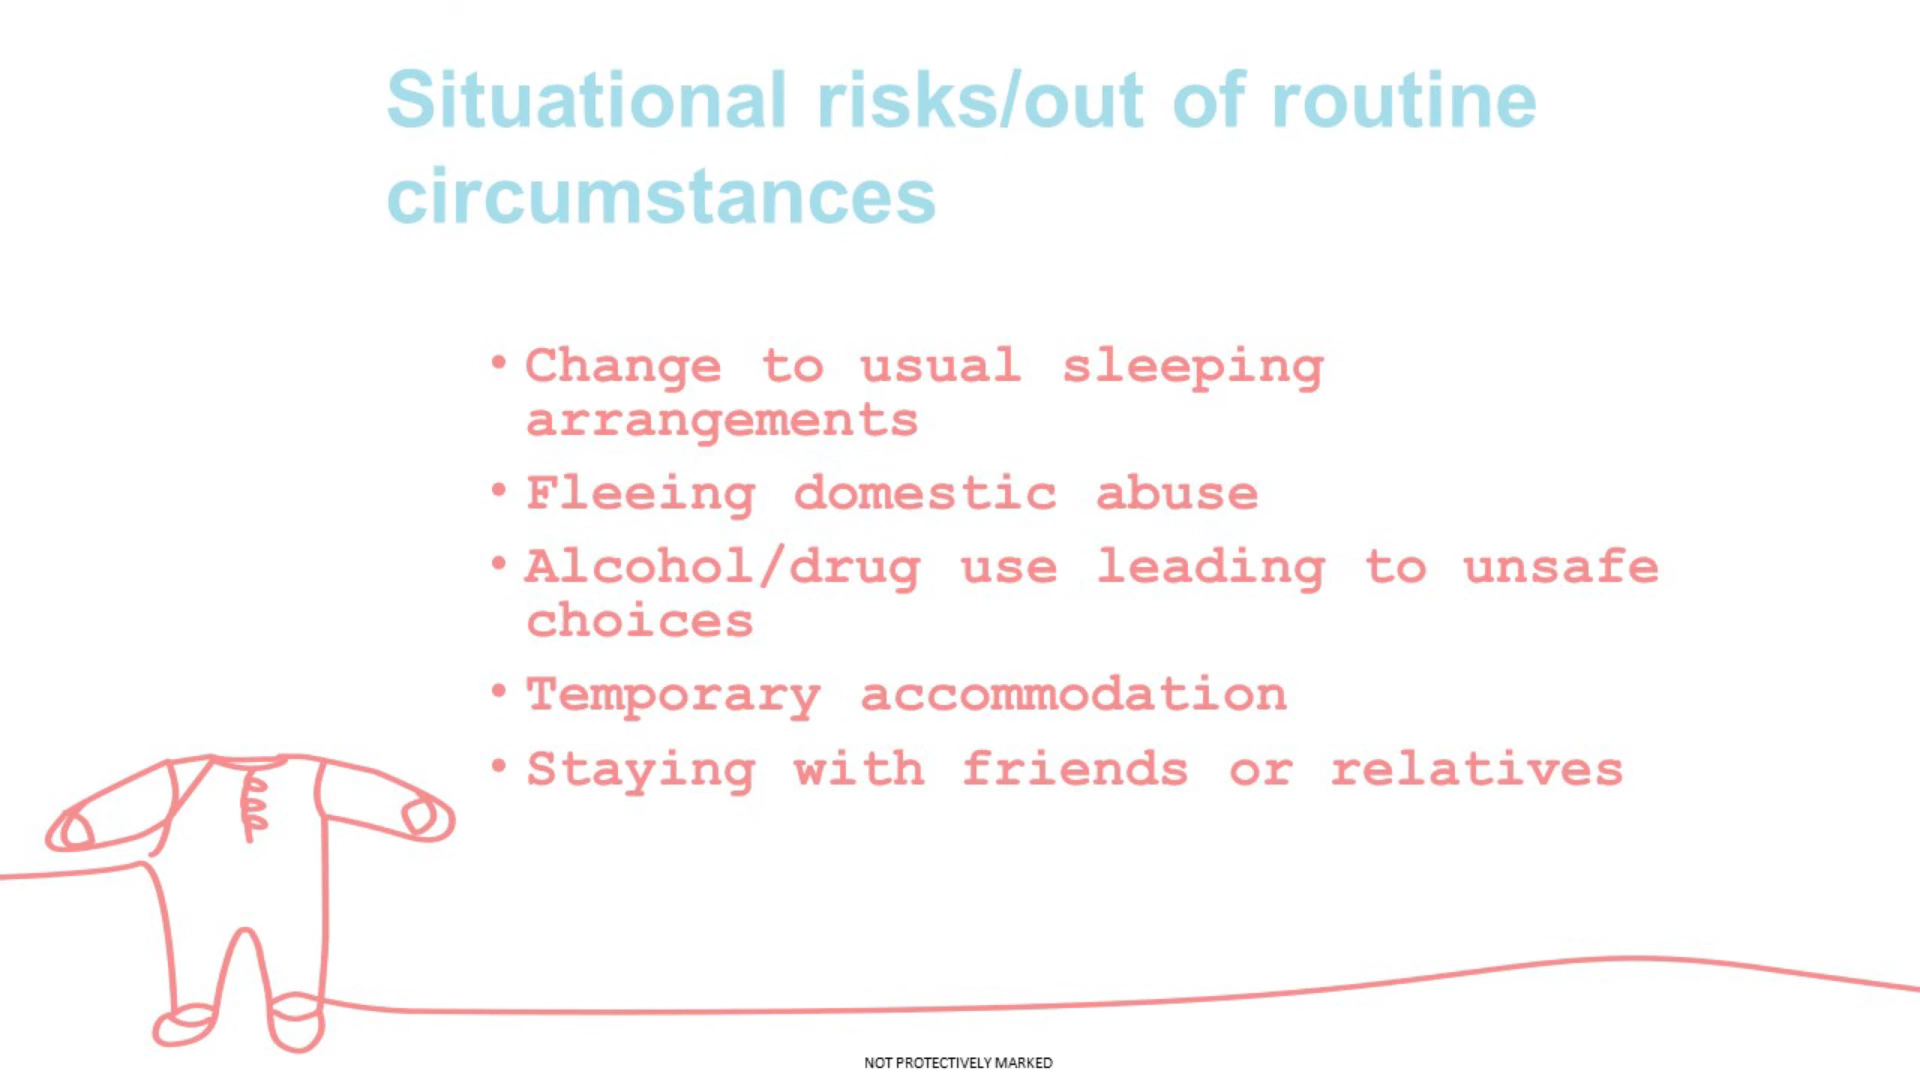 Situational risks/out of routine
circumstances
• Change to usual sleeping
arrangements
• Fleeing domestic abuse
• Alcohol/drug use leading to unsafe
choices
• Temporary accommodation
• Staying with friends or relatives
NOT PROTECTIVELY MARKED